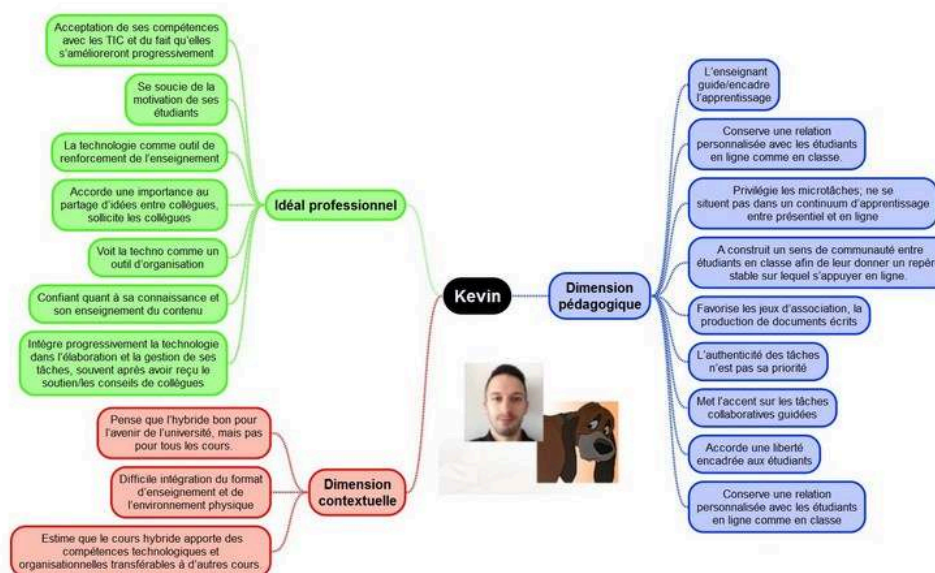 Acceptation de ses compétences
avec les TIC et du fait qu'elles
s'amélioreront progressivement
Se soucie de la
motivation de ses
étudiants
La technologie comme outil de
renforcement de l'enseignement
Accorde une importance au
partage d'idées entre collègues,
sollicite les collègues
Voit la techno comme un
outil d'organisation
Confiant quant à sa connaissance et
son enseignement du contenu
Intègre progressivement la technologie
dans l'élaboration et la gestion de ses
tâches, souvent après avoir reçu le
soutien/les conseils de collègues
Idéal professionnel
Pense que l'hybride bon pour
l'avenir de l'université, mais pas
pour tous les cours.
Difficile intégration du format
d'enseignement et de
l'environnement physique
Estime que le cours hybride apporte des
compétences technologiques et
organisationnelles transférables à d'autres cours.
Dimension
contextuelle
Kevin
Dimension
pédagogique
L'enseignant
guide/encadre
l'apprentissage
Conserve une relation
personnalisée avec les étudiants
en ligne comme en classe.
Privilégie les microtâches; ne se
situent pas dans un continuum d'apprentissage
entre présentiel et en ligne
A construit un sens de communauté entre
étudiants en classe afin de leur donner un repèr
stable sur lequel s'appuyer en ligne.
Favorise les jeux d'association, la
production de documents écrits
L'authenticité des tâches
n'est pas sa priorité
Met l'accent sur les tâches
collaboratives guidées
Accorde une liberté
encadrée aux étudiants
Conserve une relation
personnalisée avec les étudiants
en ligne comme en classe